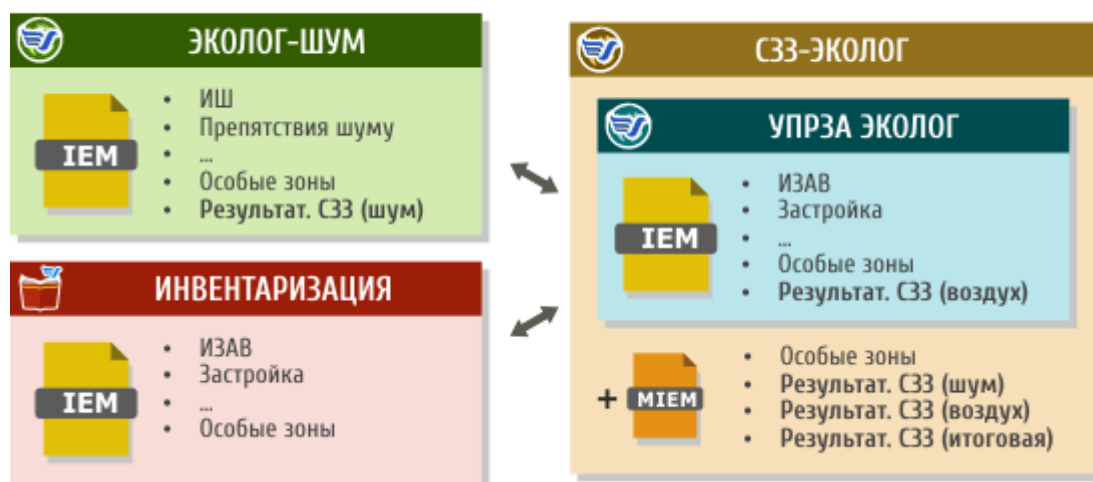 ЭКОЛОГ-ШУМ
IEM
• ИШ
• Препятствия шуму
• ...
• Особые зоны
• Результат. СЗЗ (шум)
ИНВЕНТАРИЗАЦИЯ
IEM
• ИЗАВ
• Застройка
• ...
• Особые зоны
СЗЗ-ЭКОЛОГ
УПРЗА ЭКОЛОГ
IEM
• ИЗАВ
• Застройка
• ...
• Особые зоны
• Результат. СЗЗ (воздух)
+ MIEM
• Особые зоны
• Результат. СЗЗ (шум)
• Результат. СЗЗ (воздух)
• Результат. СЗЗ (итоговая)